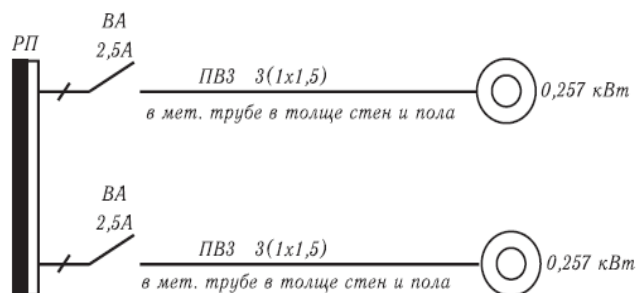 РП
ВА
2,5А
ПВ3 3(1х1,5)
0,257 кВт
в мет. трубе в толще стен и пола
ВА
2,5А
ПВ3 3(1х1,5)
0,257 кВт
в мет. трубе в толще стен и пола